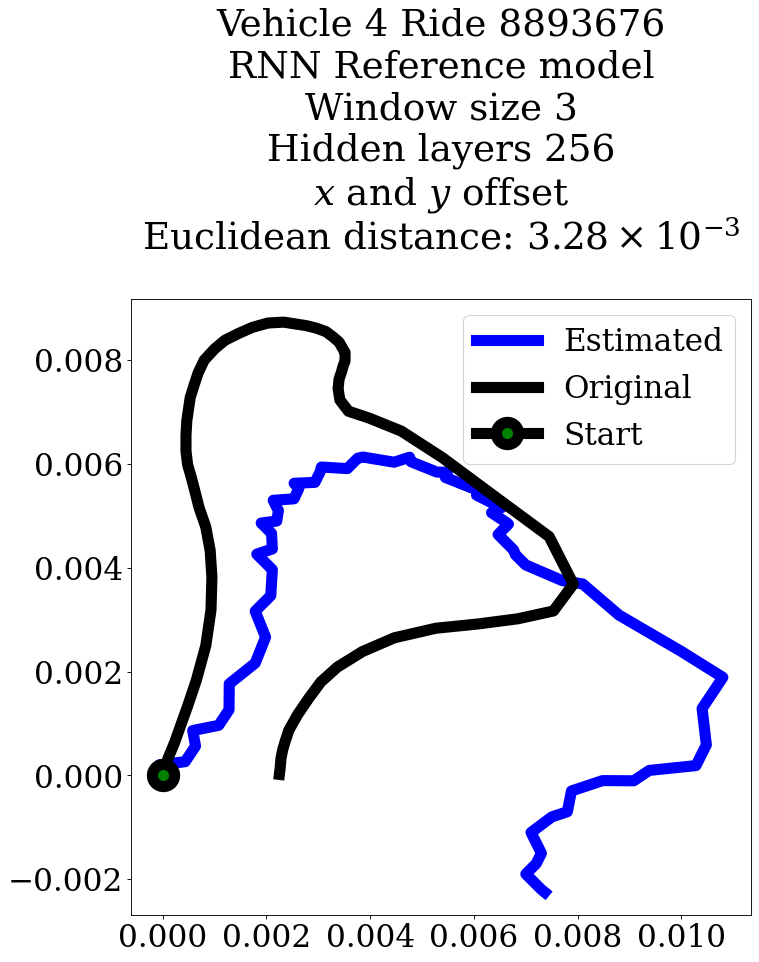 Vehicle 4 Ride 8893676
RNN Reference model
Window size 3
Hidden layers 256
x and y offset
Euclidean distance: 3.28 × 10⁻³
Estimated
Original
Start
0.008
0.006
0.004
0.002
0.000
−0.002
0.000 0.002 0.004 0.006 0.008 0.010